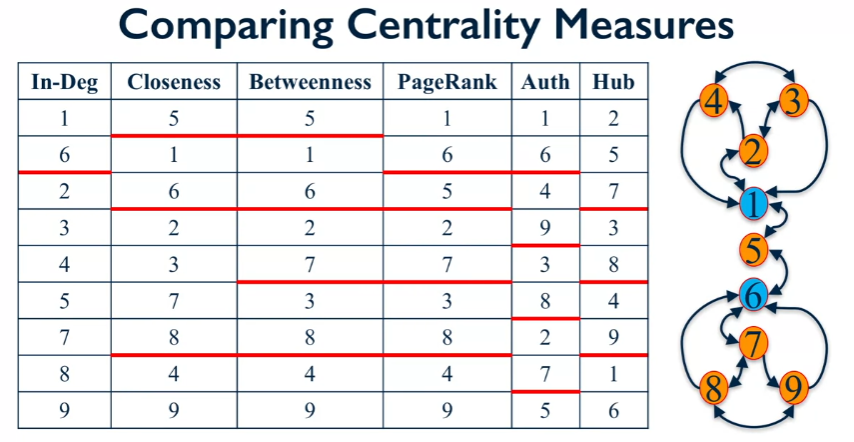 Comparing Centrality Measures
In-Deg Closeness Betweenness PageRank Auth Hub
1 5 5 1 1 2
6 1 1 6 6 5
2 6 6 5 4 7
3 2 2 2 9 3
4 3 7 7 3 8
5 7 3 3 8 4
7 8 8 8 2 9
8 4 4 4 7 1
9 9 9 9 5 6
4 3
2
1
5
6
7
8 9